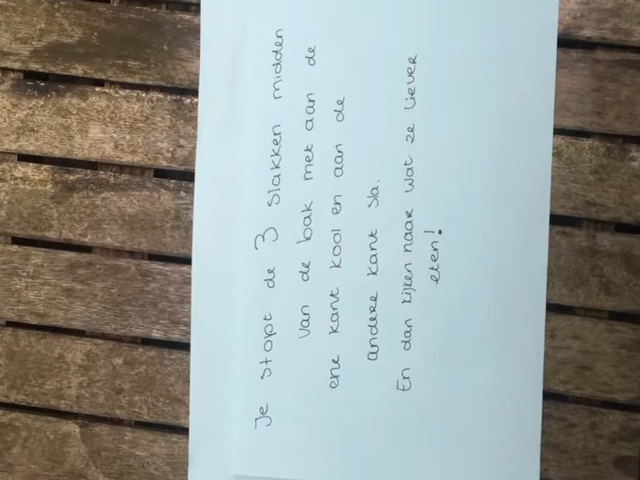 Je stopt de 3 slakken midden
van de bak met aan de
ene kant kool en aan de
andere kant sla.
En dan kijken naar wat ze liever
eten!